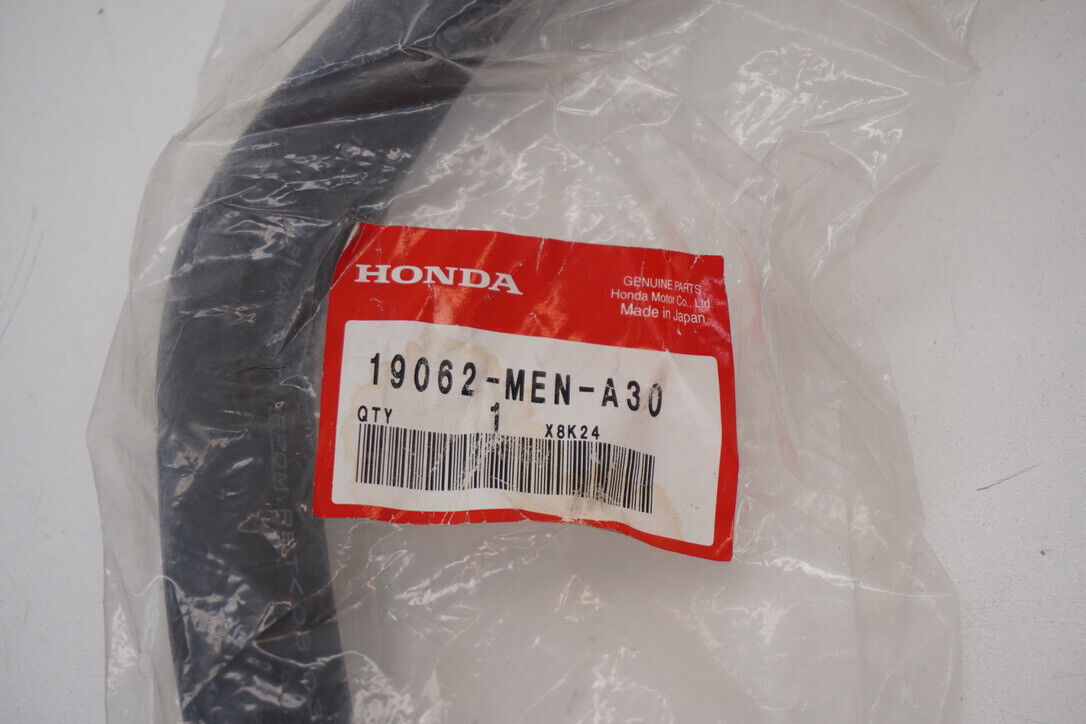 HONDA
GENUINE PARTS
Honda Motor Co., Ltd.
Made in Japan
19062-MEN-A30
QTY 1 X8K24